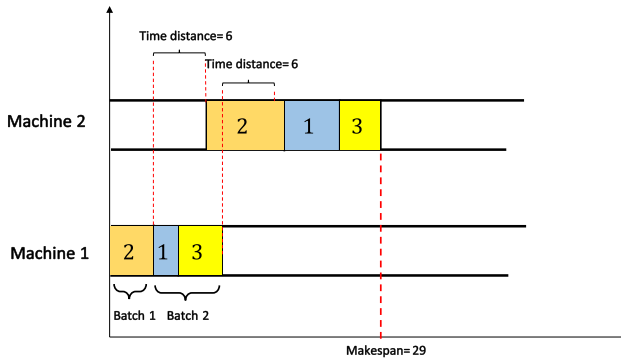 Time distance= 6
Time distance= 6
Machine 2
2 1 3
Machine 1
2 1 3
Batch 1 Batch 2
Makespan= 29